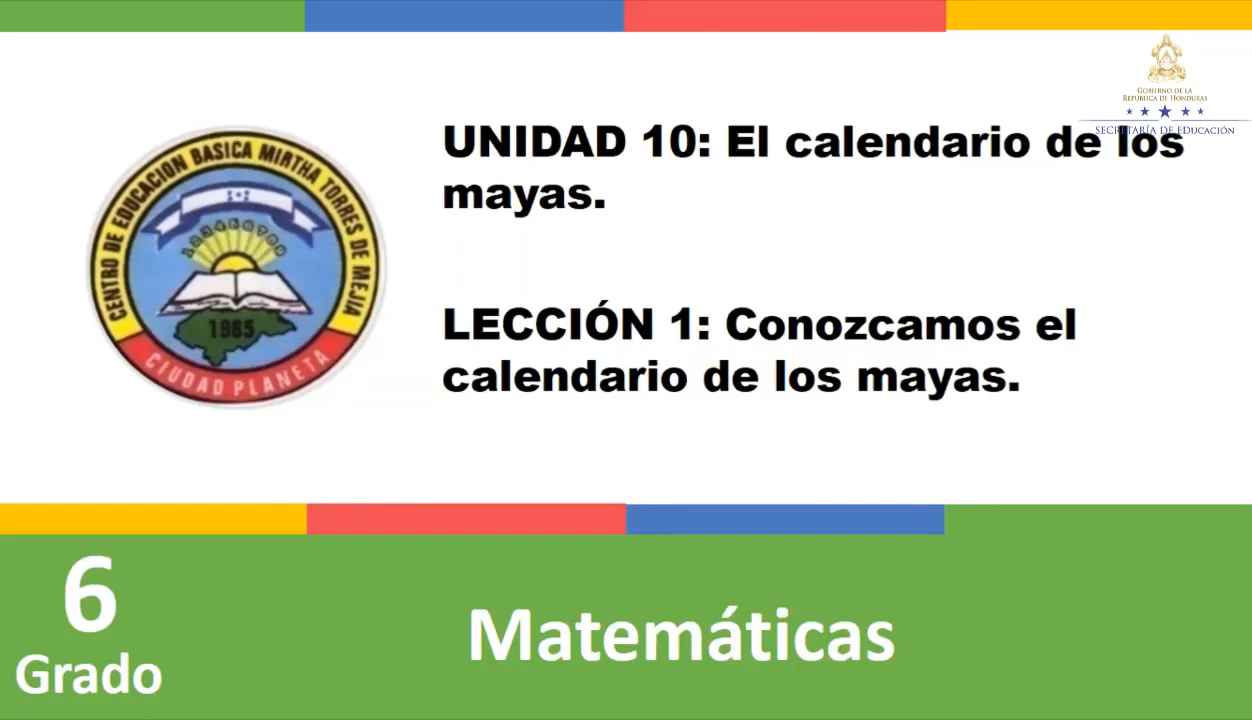 GOBIERNO DE LA
REPÚBLICA DE HONDURAS
SECRETARÍA DE EDUCACIÓN
UNIDAD 10: El calendario de los
mayas.
CENTRO DE EDUCACION BASICA MIRTHA TORRES DE MEJIA
1985
CIUDAD PLANETA
LECCIÓN 1: Conozcamos el
calendario de los mayas.
6
Grado
Matemáticas